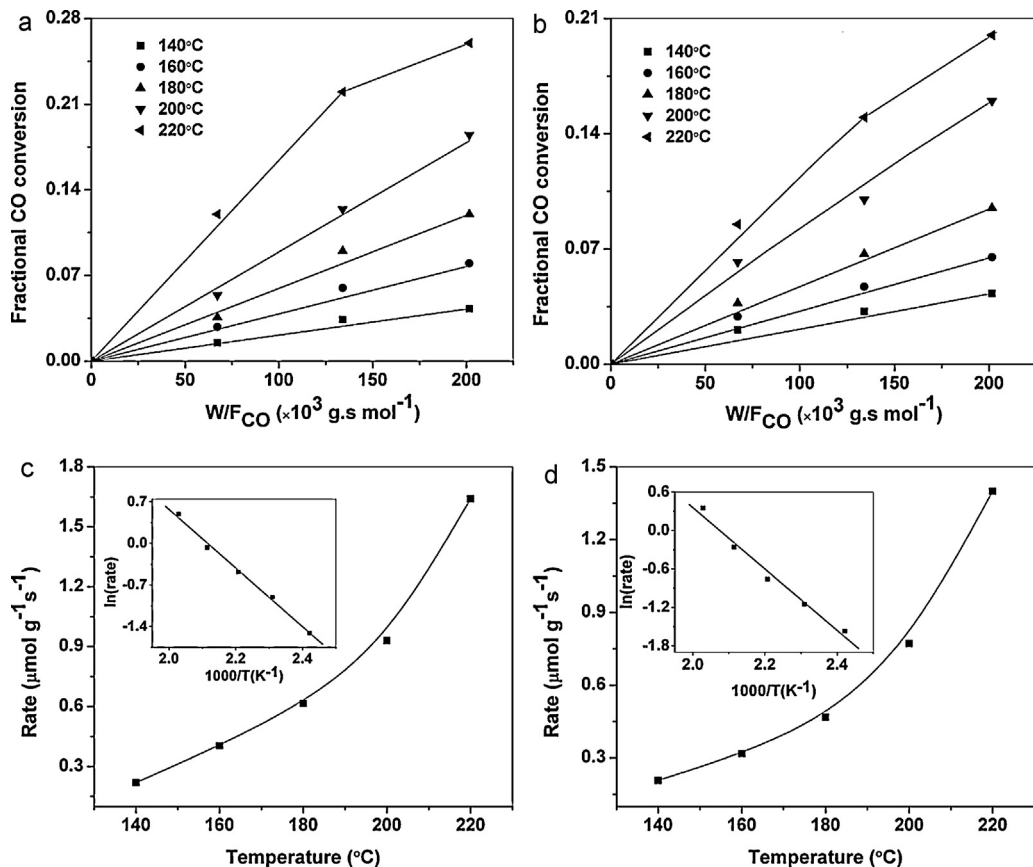 a
0.28
0.21
0.14
0.07
0.00
Fractional CO conversion
■ 140°C
● 160°C
▲ 180°C
▼ 200°C
◀ 220°C
0 50 100 150 200
W/F_CO (×10³ g.s mol⁻¹)
b
0.21
0.14
0.07
0.00
Fractional CO conversion
■ 140°C
● 160°C
▲ 180°C
▼ 200°C
◀ 220°C
0 50 100 150 200
W/F_CO (×10³ g.s mol⁻¹)
c
1.8
1.5
1.2
0.9
0.6
0.3
Rate (μmol g⁻¹ s⁻¹)
0.7
0.0
-0.7
-1.4
ln(rate)
2.0 2.2 2.4
1000/T(K⁻¹)
140 160 180 200 220
Temperature (°C)
d
1.5
1.2
0.9
0.6
0.3
Rate (μmol g⁻¹ s⁻¹)
0.6
0.0
-0.6
-1.2
-1.8
ln(rate)
2.0 2.2 2.4
1000/T(K⁻¹)
140 160 180 200 220
Temperature (°C)